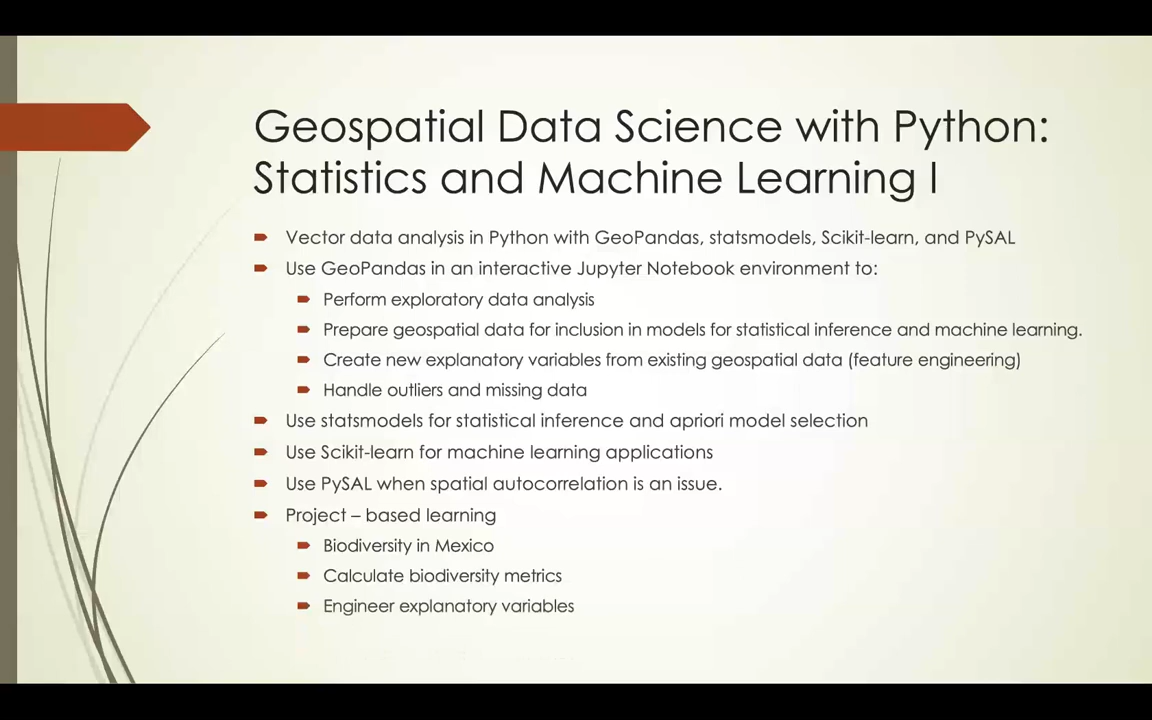 Geospatial Data Science with Python:
Statistics and Machine Learning I
Vector data analysis in Python with GeoPandas, statsmodels, Scikit-learn, and PySAL
Use GeoPandas in an interactive Jupyter Notebook environment to:
Perform exploratory data analysis
Prepare geospatial data for inclusion in models for statistical inference and machine learning.
Create new explanatory variables from existing geospatial data (feature engineering)
Handle outliers and missing data
Use statsmodels for statistical inference and apriori model selection
Use Scikit-learn for machine learning applications
Use PySAL when spatial autocorrelation is an issue.
Project – based learning
Biodiversity in Mexico
Calculate biodiversity metrics
Engineer explanatory variables